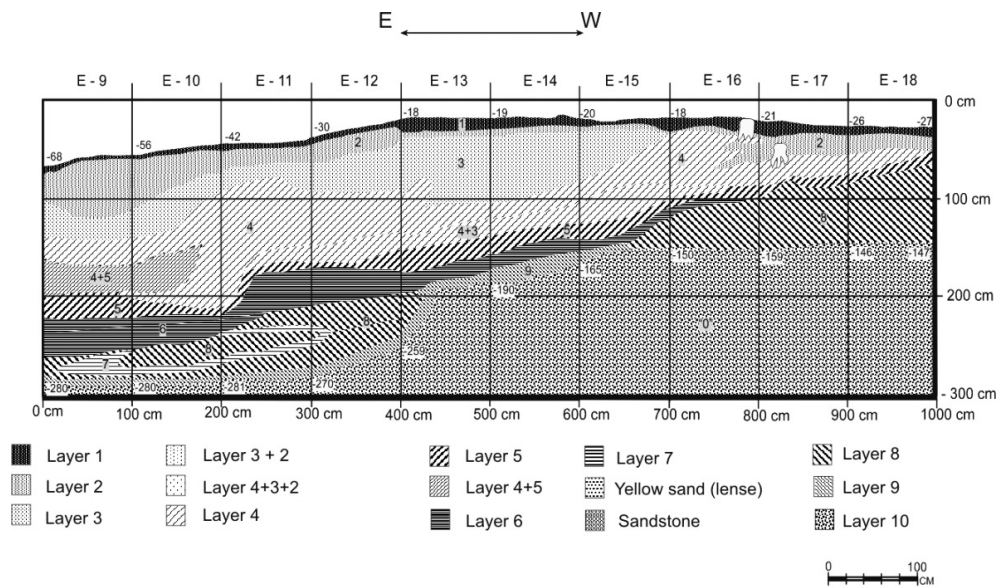 E W
E - 9 E - 10 E - 11 E - 12 E - 13 E - 14 E -15 E - 16 E - 17 E - 18
0 cm
-18 -19 -20 -18 -21
-26 -27
-30
-42
-56
-68
1
2 2
3
4
100 cm
4 4+3 5 8
4+5
9 -165 -150 -159 -146 -147
-190
200 cm
5
6 8 0
8
7 -259
-280 -280 -281 -270
- 300 cm
0 cm 100 cm 200 cm 300 cm 400 cm 500 cm 600 cm 700 cm 800 cm 900 cm 1000 cm
Layer 1 Layer 3 + 2 Layer 5 Layer 7 Layer 8
Layer 2 Layer 4+3+2 Layer 4+5 Yellow sand (lense) Layer 9
Layer 3 Layer 4 Layer 6 Sandstone Layer 10
0 100
CM